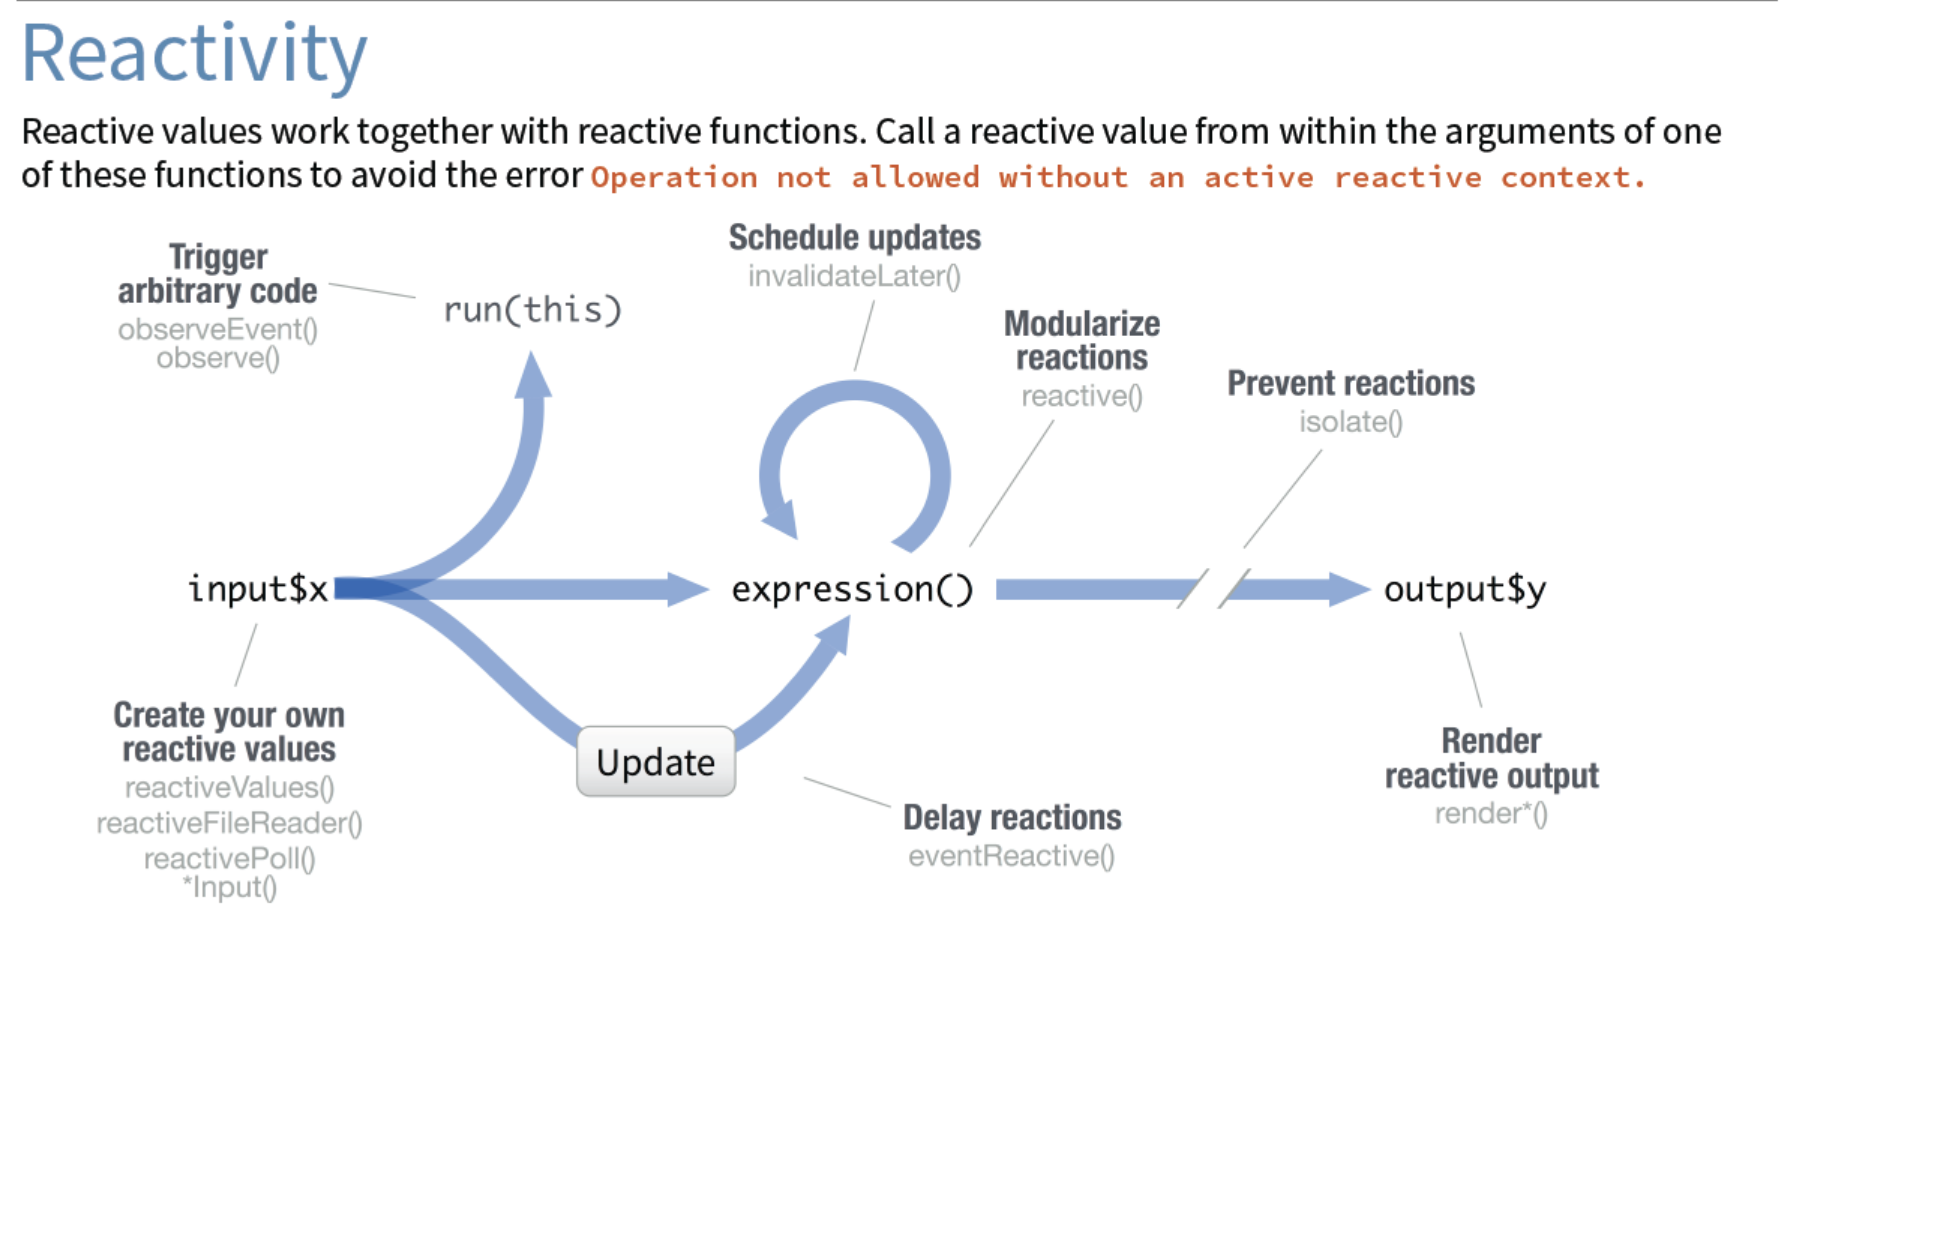 Reactivity
Reactive values work together with reactive functions. Call a reactive value from within the arguments of one
of these functions to avoid the error Operation not allowed without an active reactive context.
Trigger
arbitrary code
observeEvent()
observe()
run(this)
Schedule updates
invalidateLater()
Modularize
reactions
reactive()
Prevent reactions
isolate()
input$x
expression()
output$y
Create your own
reactive values
reactiveValues()
reactiveFileReader()
reactivePoll()
*Input()
Update
Delay reactions
eventReactive()
Render
reactive output
render*()